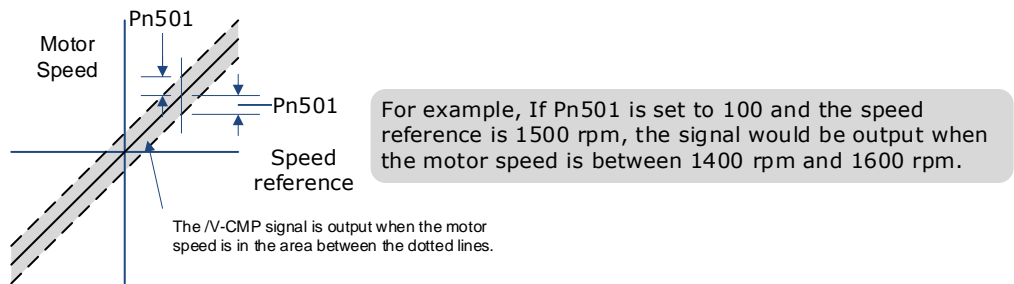 Pn501
Motor
Speed
Pn501
Speed
reference
For example, If Pn501 is set to 100 and the speed
reference is 1500 rpm, the signal would be output when
the motor speed is between 1400 rpm and 1600 rpm.
The /V-CMP signal is output when the motor
speed is in the area between the dotted lines.